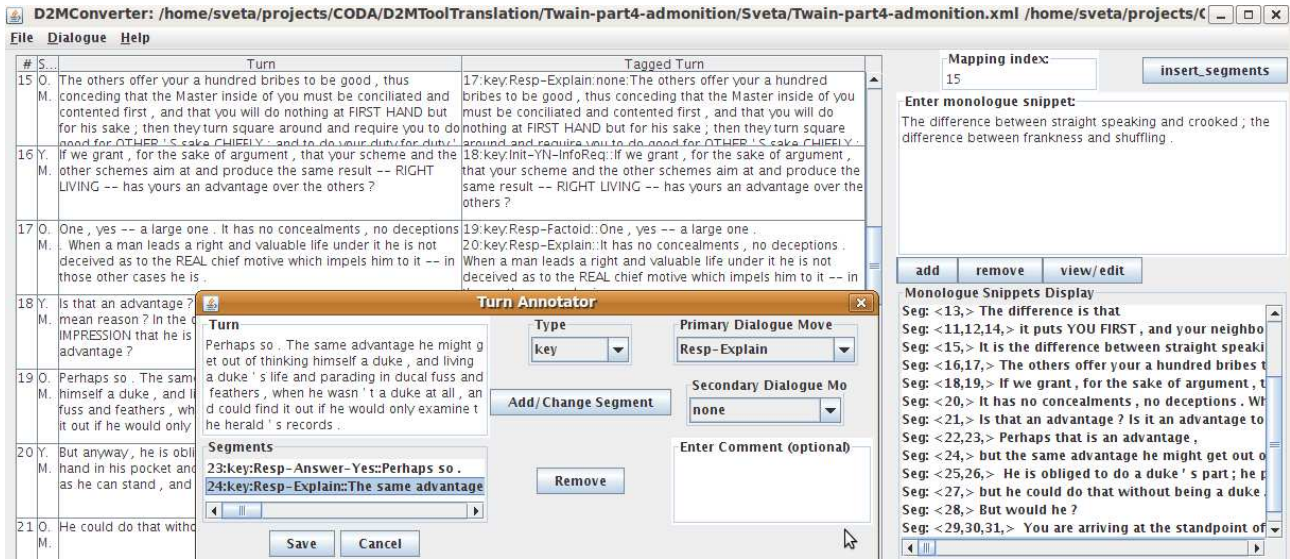 D2MConverter: /home/sveta/projects/CODA/D2MToolTranslation/Twain-part4-admonition/Sveta/Twain-part4-admonition.xml /home/sveta/projects/C
File Dialogue Help
# S... Turn Tagged Turn
15 O. M.
The others offer your a hundred bribes to be good , thus
conceding that the Master inside of you must be conciliated and
contented first , and that you will do nothing at FIRST HAND but
for his sake ; then they turn square around and require you to do
good for OTHER ' S sake CHIEFLY ; and to do your duty for duty '
17:key:Resp-Explain:none:The others offer your a hundred
bribes to be good , thus conceding that the Master inside of you
must be conciliated and contented first , and that you will do
nothing at FIRST HAND but for his sake ; then they turn square
around and require you to do good for OTHER ' S sake CHIEFLY ;
16 Y. M.
If we grant , for the sake of argument , that your scheme and the
other schemes aim at and produce the same result -- RIGHT
LIVING -- has yours an advantage over the others ?
18:key:Init-YN-InfoReq::If we grant , for the sake of argument ,
that your scheme and the other schemes aim at and produce the
same result -- RIGHT LIVING -- has yours an advantage over the
others ?
17 O. M.
One , yes -- a large one . It has no concealments , no deceptions
. When a man leads a right and valuable life under it he is not
deceived as to the REAL chief motive which impels him to it -- in
those other cases he is .
19:key:Resp-Factoid::One , yes -- a large one .
20:key:Resp-Explain::It has no concealments , no deceptions .
When a man leads a right and valuable life under it he is not
deceived as to the REAL chief motive which impels him to it -- in
18 Y. M.
Is that an advantage ?
mean reason ? In the
IMPRESSION that he is
advantage ?
19 O. M.
Perhaps so . The sam
himself a duke , and li
fuss and feathers , wh
it out if he would only
20 Y. M.
But anyway , he is obli
hand in his pocket and
as he can stand , and
21 O. M.
He could do that witho
Turn Annotator
Turn
Perhaps so . The same advantage he might g
et out of thinking himself a duke , and living
a duke ' s life and parading in ducal fuss and
feathers , when he wasn ' t a duke at all , an
d could find it out if he would only examine t
he herald ' s records .
Segments
23:key:Resp-Answer-Yes::Perhaps so .
24:key:Resp-Explain::The same advantage
Save Cancel
Type
key
Primary Dialogue Move
Resp-Explain
Add/Change Segment
Secondary Dialogue Mo
none
Remove
Enter Comment (optional)
Mapping index:
15
insert_segments
Enter monologue snippet:
The difference between straight speaking and crooked ; the
difference between frankness and shuffling .
add remove view/edit
Monologue Snippets Display
Seg: <13,> The difference is that
Seg: <11,12,14,> it puts YOU FIRST , and your neighbo
Seg: <15,> It is the difference between straight speaki
Seg: <16,17,> The others offer your a hundred bribes t
Seg: <18,19,> If we grant , for the sake of argument , t
Seg: <20,> It has no concealments , no deceptions . Wh
Seg: <21,> Is that an advantage ? Is it an advantage to
Seg: <22,23,> Perhaps that is an advantage ,
Seg: <24,> but the same advantage he might get out o
Seg: <25,26,> He is obliged to do a duke ' s part ; he p
Seg: <27,> but he could do that without being a duke .
Seg: <28,> But would he ?
Seg: <29,30,31,> You are arriving at the standpoint of